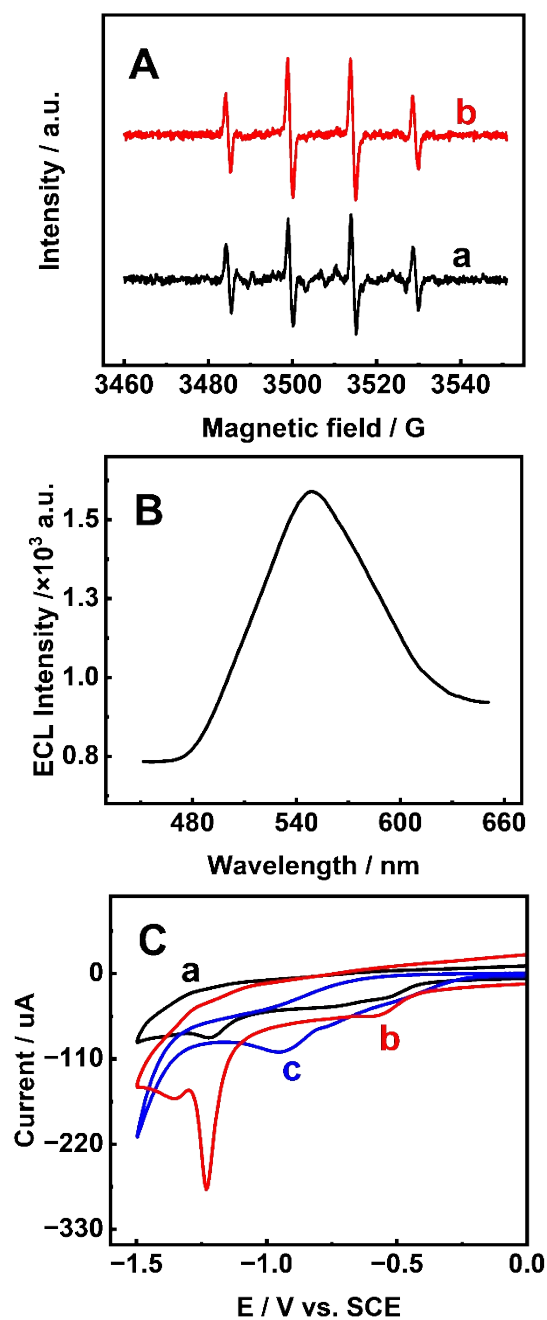 A
b
a
Intensity / a.u.
3460 3480 3500 3520 3540
Magnetic field / G
B
1.5
1.3
1.0
0.8
ECL Intensity /×10³ a.u.
480 540 600 660
Wavelength / nm
C
a
b
c
0
−110
−220
−330
Current / uA
−1.5 −1.0 −0.5 0.0
E / V vs. SCE